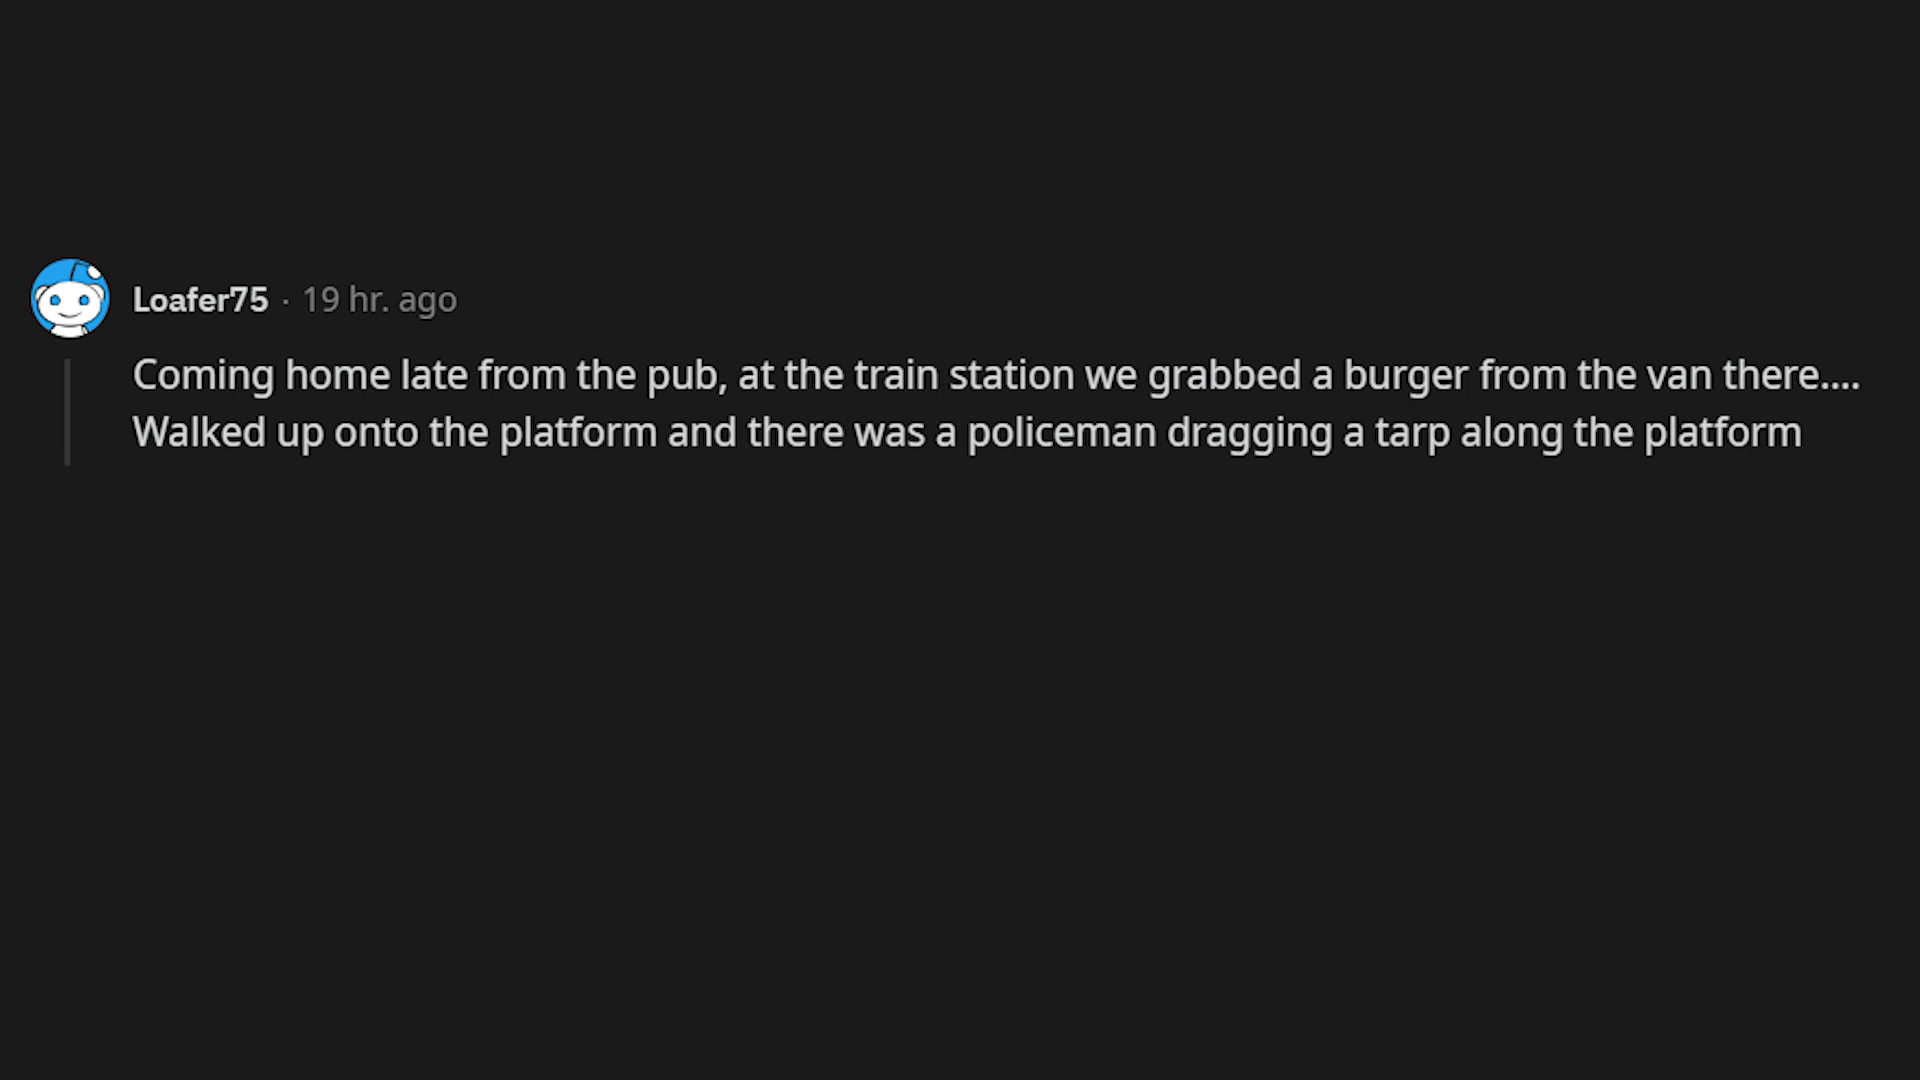 Loafer75 · 19 hr. ago
Coming home late from the pub, at the train station we grabbed a burger from the van there....
Walked up onto the platform and there was a policeman dragging a tarp along the platform